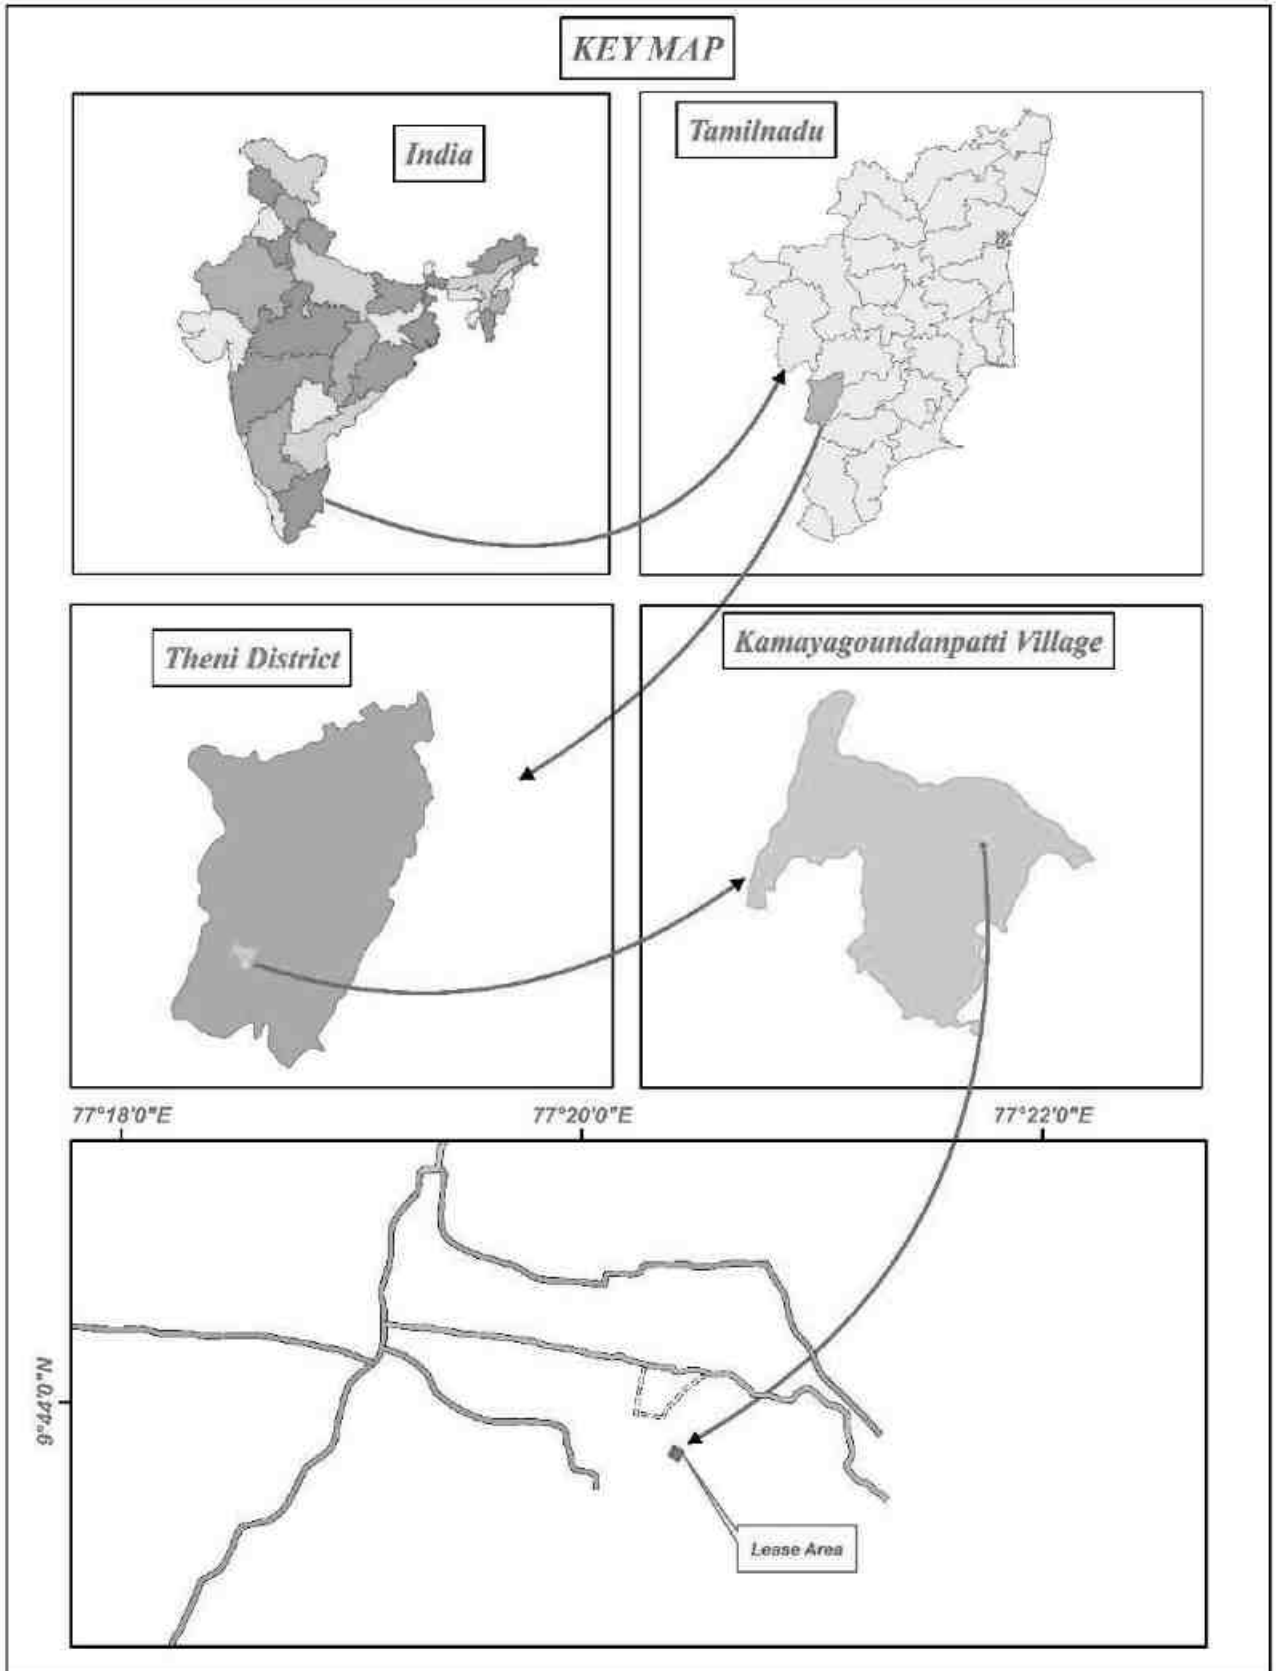 KEY MAP
India
Tamilnadu
Theni District
Kamayagoundanpatti Village
77°18'0"E
77°20'0"E
77°22'0"E
9°44'0"N
Lease Area